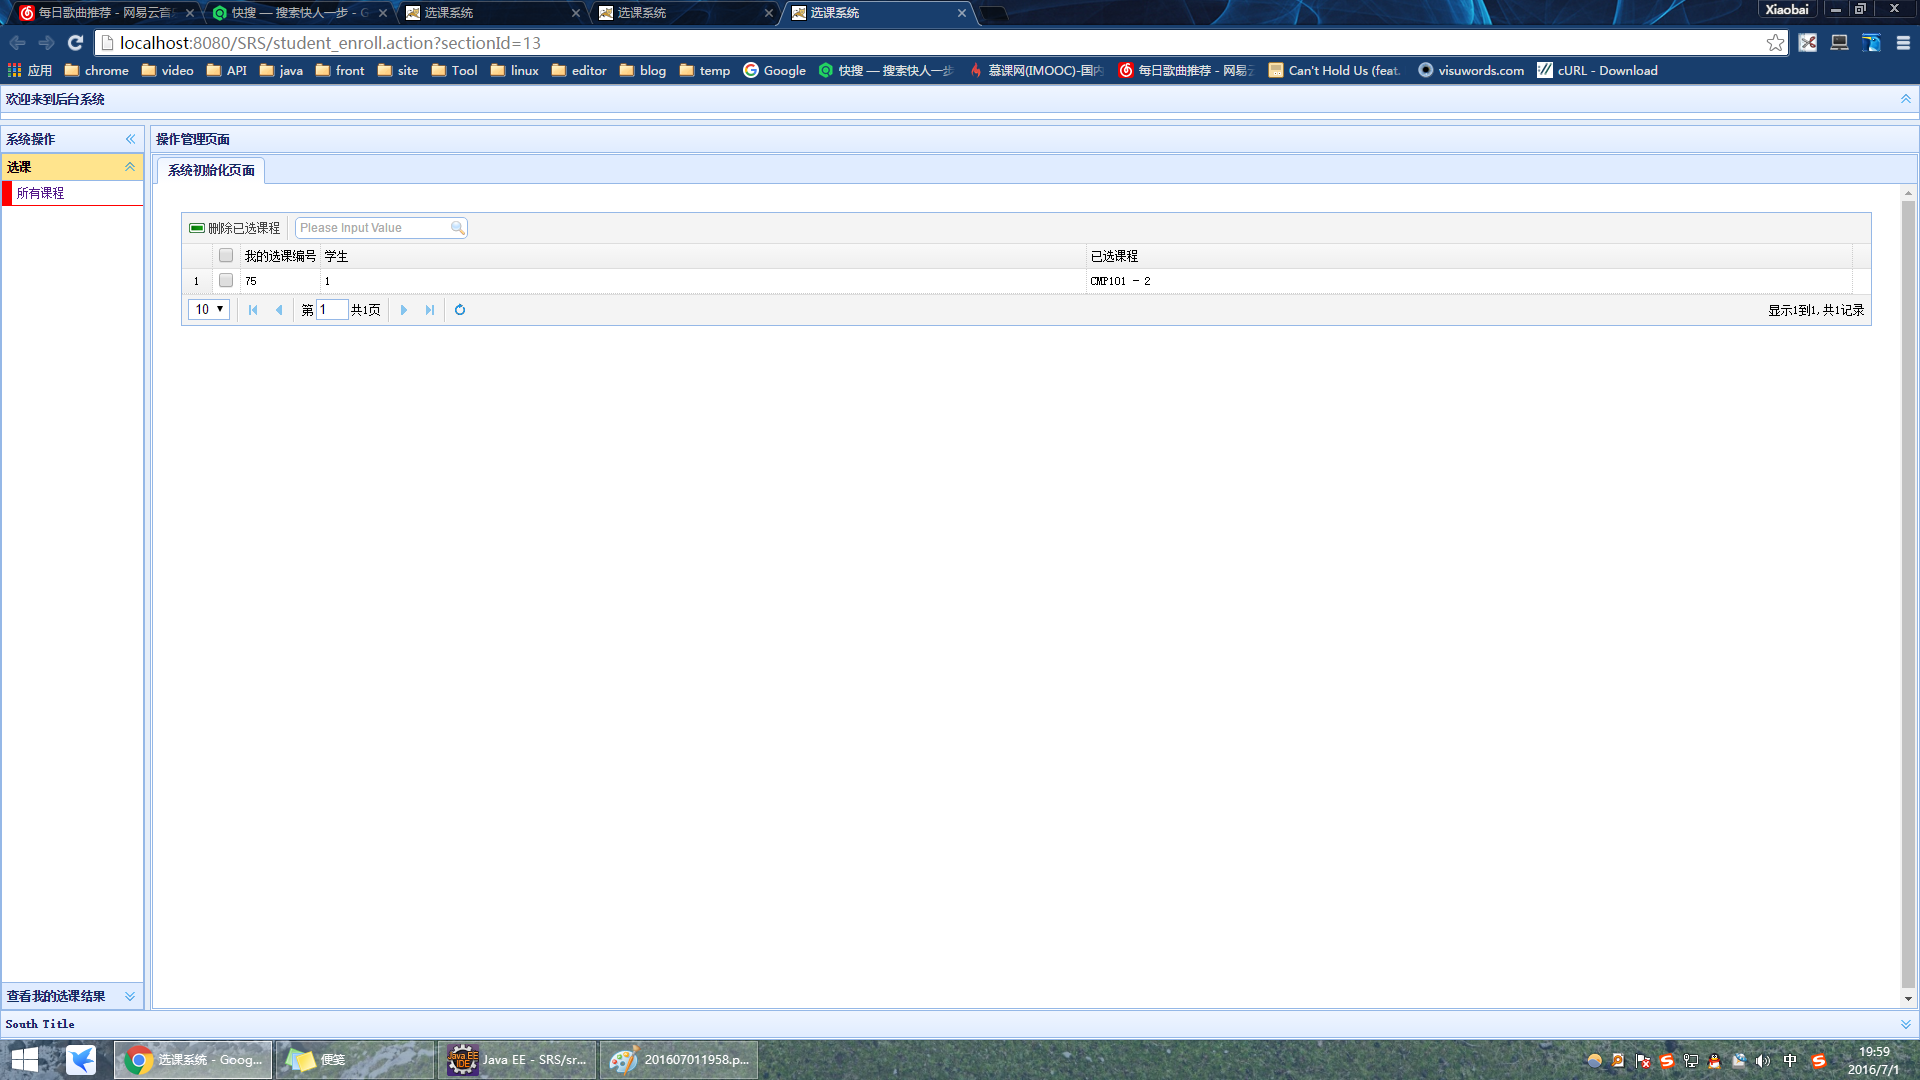 每日歌曲推荐 - 网易云音
快搜 — 搜索快人一步 - G
选课系统
选课系统
选课系统
Xiaobai
localhost:8080/SRS/student_enroll.action?sectionId=13
应用
chrome
video
API
java
front
site
Tool
linux
editor
blog
temp
Google
快搜 — 搜索快人一步
慕课网(IMOOC)-国内
每日歌曲推荐 - 网易云
Can't Hold Us (feat.
visuwords.com
cURL - Download
欢迎来到后台系统
系统操作
操作管理页面
选课
系统初始化页面
所有课程
删除已选课程
Please Input Value
我的选课编号 学生 已选课程
1 75 1 CMP101 - 2
10 第 1 共1页 显示1到1,共1记录
查看我的选课结果
South Title
选课系统 - Goog...
便笺
Java EE - SRS/sr...
201607011958.p...
中
19:59
2016/7/1